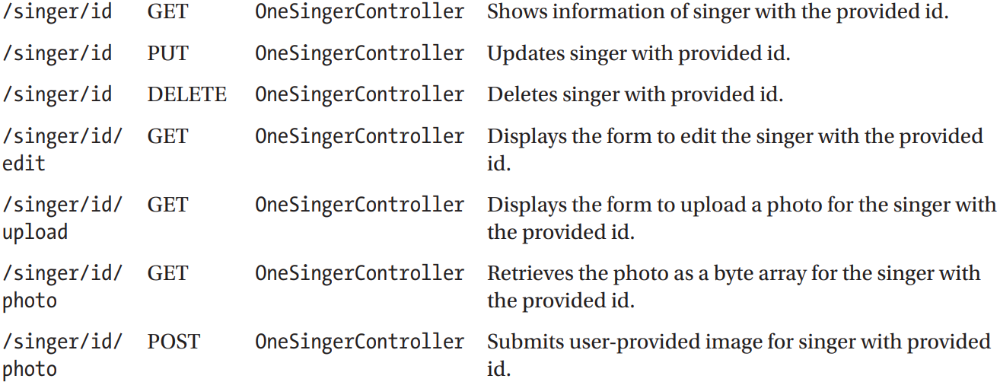 /singer/id GET OneSingerController Shows information of singer with the provided id.
/singer/id PUT OneSingerController Updates singer with provided id.
/singer/id DELETE OneSingerController Deletes singer with provided id.
/singer/id/ GET OneSingerController Displays the form to edit the singer with the provided
edit id.
/singer/id/ GET OneSingerController Displays the form to upload a photo for the singer with
upload the provided id.
/singer/id/ GET OneSingerController Retrieves the photo as a byte array for the singer with
photo the provided id.
/singer/id/ POST OneSingerController Submits user-provided image for singer with provided
photo id.